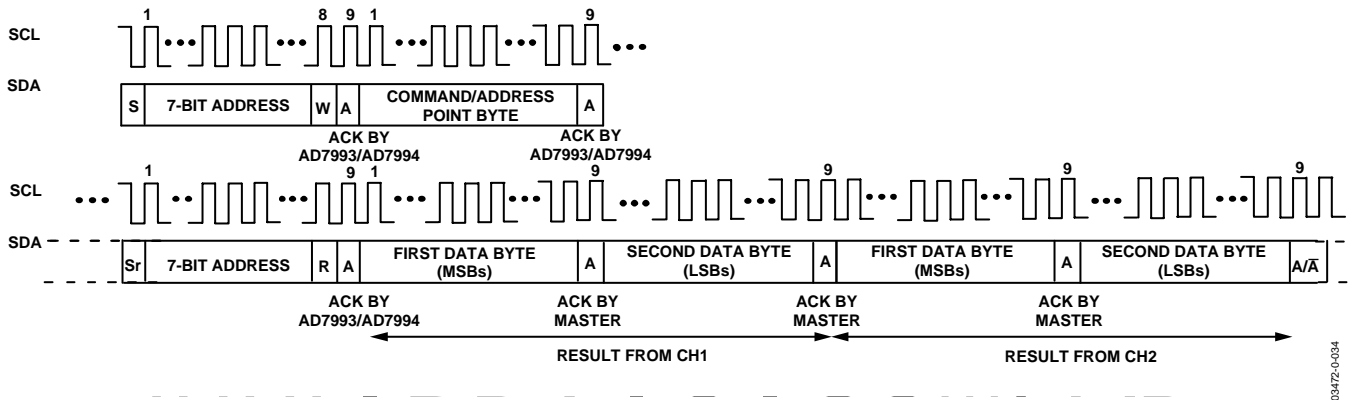 1 8 9 1 9
SCL
SDA
S 7-BIT ADDRESS W A COMMAND/ADDRESS POINT BYTE A
ACK BY AD7993/AD7994 ACK BY AD7993/AD7994
1 9 1 9 9 9 9
SCL
SDA
Sr 7-BIT ADDRESS R A FIRST DATA BYTE (MSBs) A SECOND DATA BYTE (LSBs) A FIRST DATA BYTE (MSBs) A SECOND DATA BYTE (LSBs) A/A̅
ACK BY AD7993/AD7994 ACK BY MASTER ACK BY MASTER ACK BY MASTER
RESULT FROM CH1 RESULT FROM CH2
03472-0-034